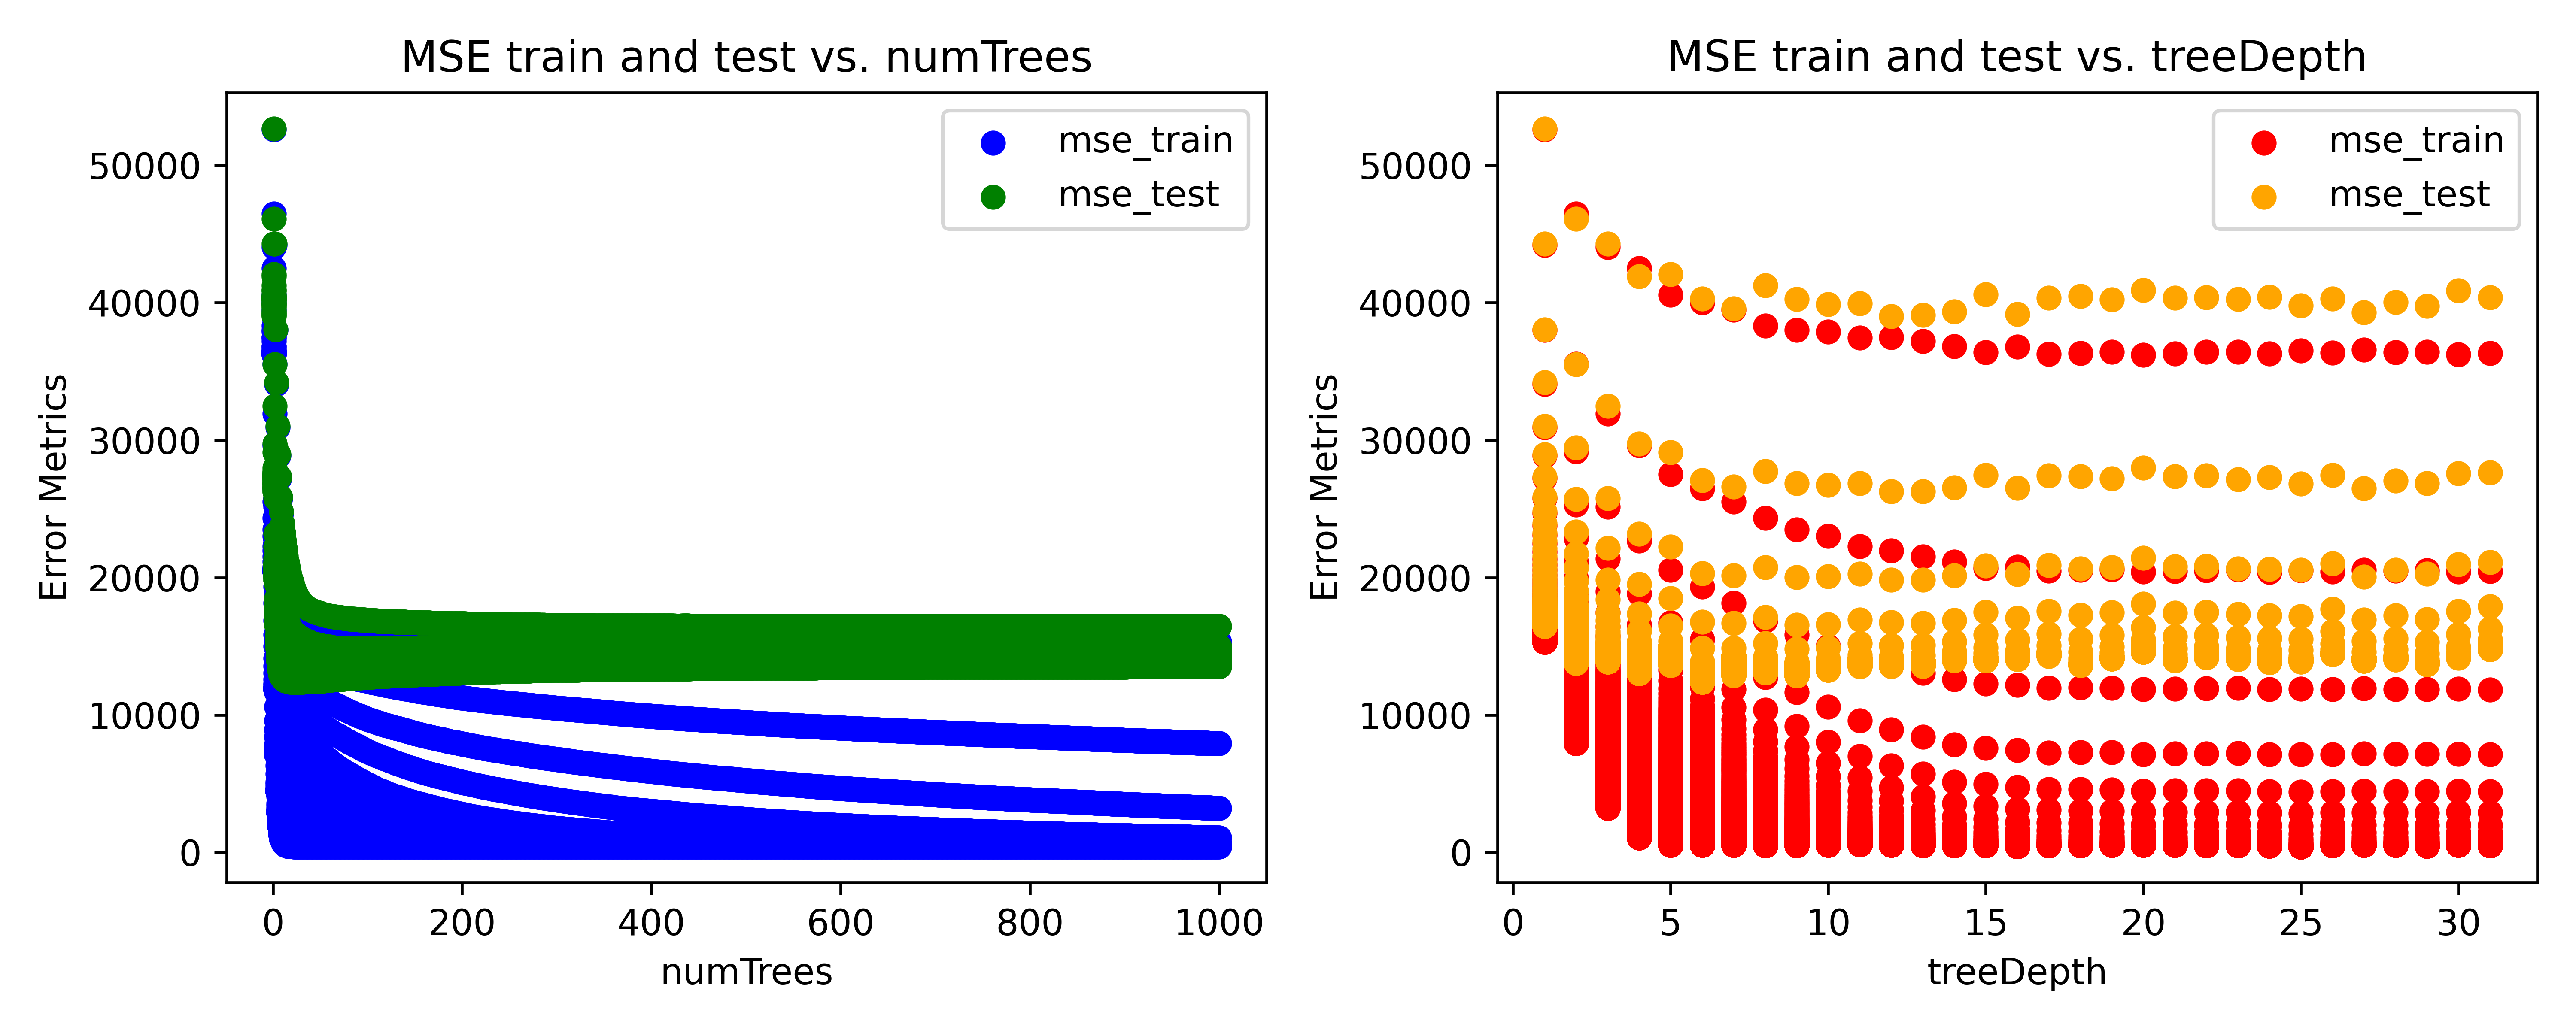 MSE train and test vs. numTrees
mse_train
mse_test
Error Metrics
50000
40000
30000
20000
10000
0
0
200
400
600
800
1000
numTrees
MSE train and test vs. treeDepth
mse_train
mse_test
Error Metrics
50000
40000
30000
20000
10000
0
0
5
10
15
20
25
30
treeDepth